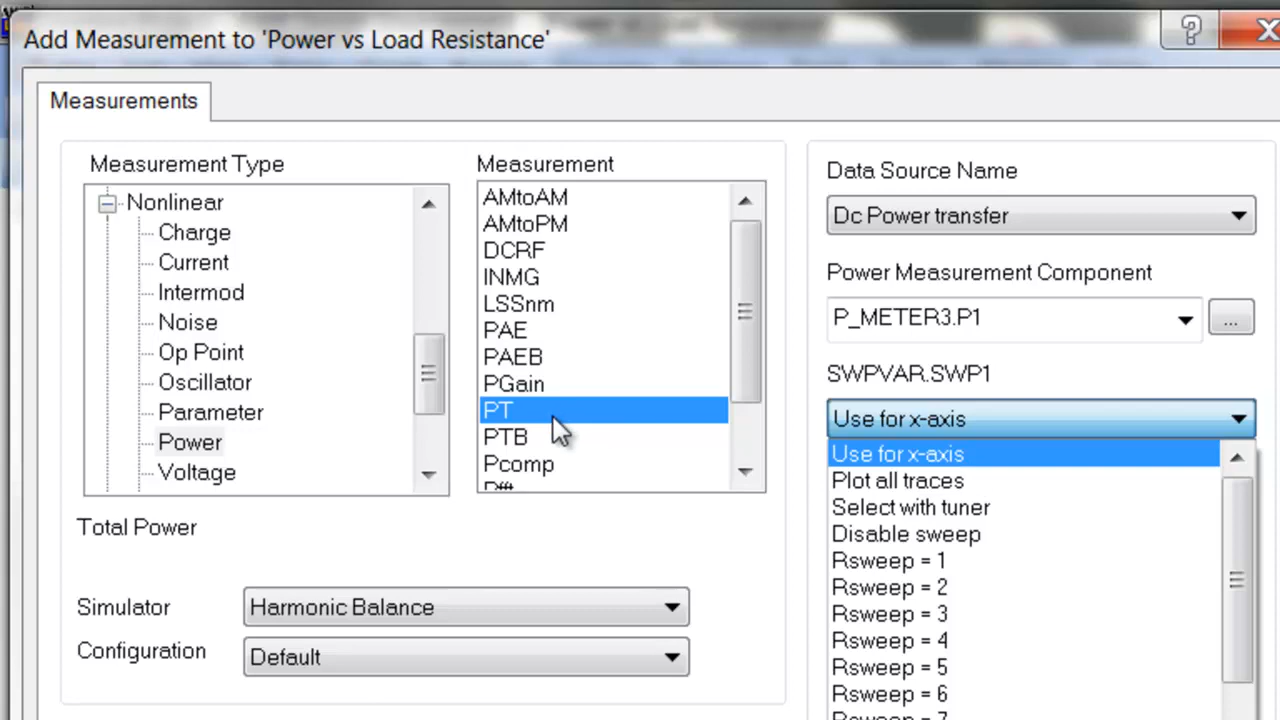 Add Measurement to 'Power vs Load Resistance'
Measurements
Measurement Type
Nonlinear
Charge
Current
Intermod
Noise
Op Point
Oscillator
Parameter
Power
Voltage
Measurement
AMtoAM
AMtoPM
DCRF
INMG
LSSnm
PAE
PAEB
PGain
PT
PTB
Pcomp
Total Power
Simulator
Harmonic Balance
Configuration
Default
Data Source Name
Dc Power transfer
Power Measurement Component
P_METER3.P1
...
SWPVAR.SWP1
Use for x-axis
Use for x-axis
Plot all traces
Select with tuner
Disable sweep
Rsweep = 1
Rsweep = 2
Rsweep = 3
Rsweep = 4
Rsweep = 5
Rsweep = 6
Rsweep = 7